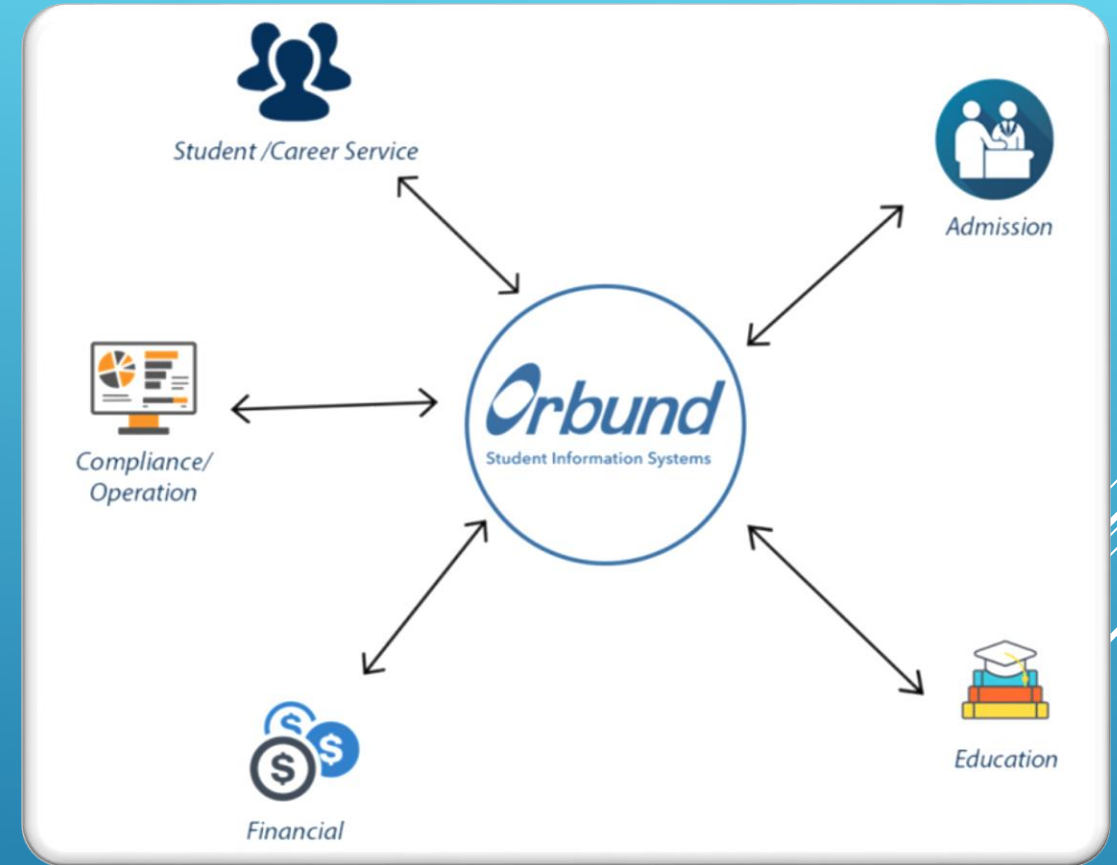 Student /Career Service
Admission
Orbund
Student Information Systems
Compliance/
Operation
$
$
$
Financial
Education